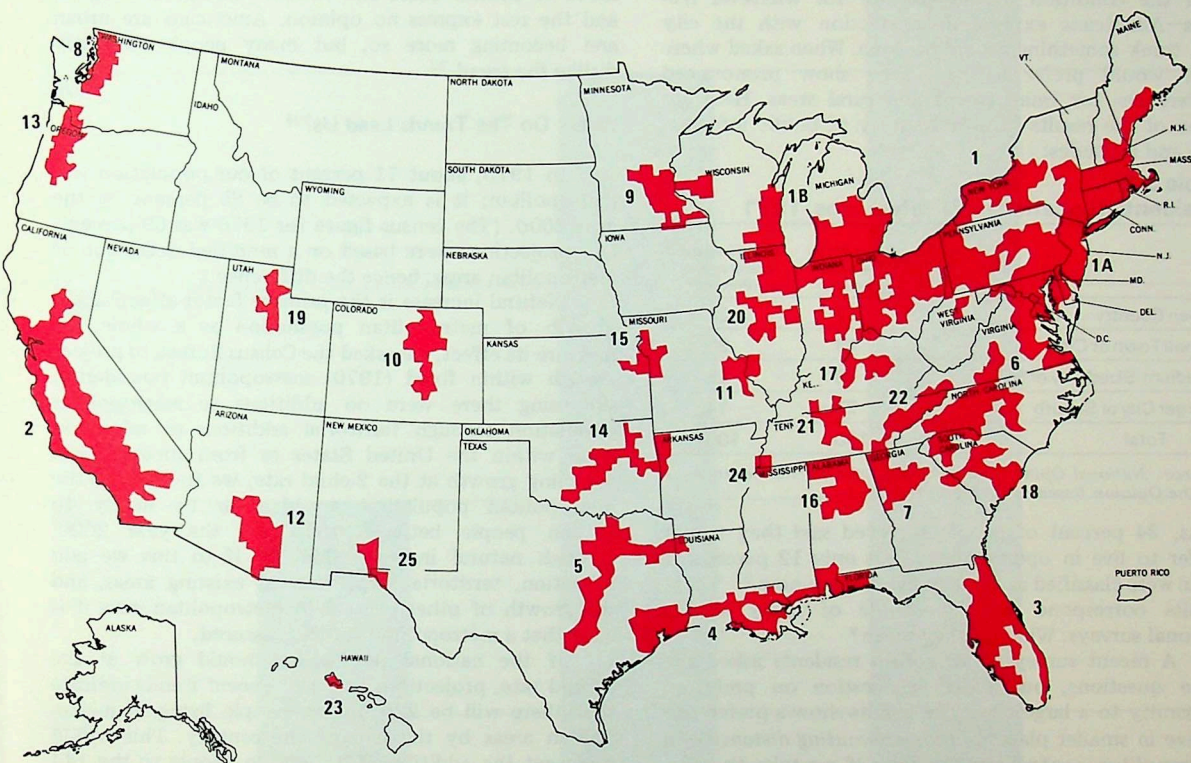 MAINE
VT.
8
WASHINGTON
MONTANA
NORTH DAKOTA
MINNESOTA
IDAHO
N.H.
13
OREGON
1
MASS
SOUTH DAKOTA
9
WISCONSIN
1B
MICHIGAN
NEW YORK
WYOMING
R.I.
CALIFORNIA
NEVADA
IOWA
PENNSYLVANIA
CONN.
NEBRASKA
ILLINOIS
INDIANA
N.J.
UTAH
1A
MD.
19
COLORADO
20
WEST
VIRGINIA
DEL
KANSAS
MISSOURI
VIRGINIA
D.C.
10
15
2
11
17
6
22
NORTH CAROLINA
ARIZONA
NEW MEXICO
OKLAHOMA
TEXAS
14
ARKANSAS
TENN
21
SOUTH
CAROLINA
24
MISSISSIPPI
ALABAMA
GEORGIA
12
16
7
18
25
5
LOUISIANA
FLORIDA
PUERTO RICO
3
4
ALASKA
HAWAII
23